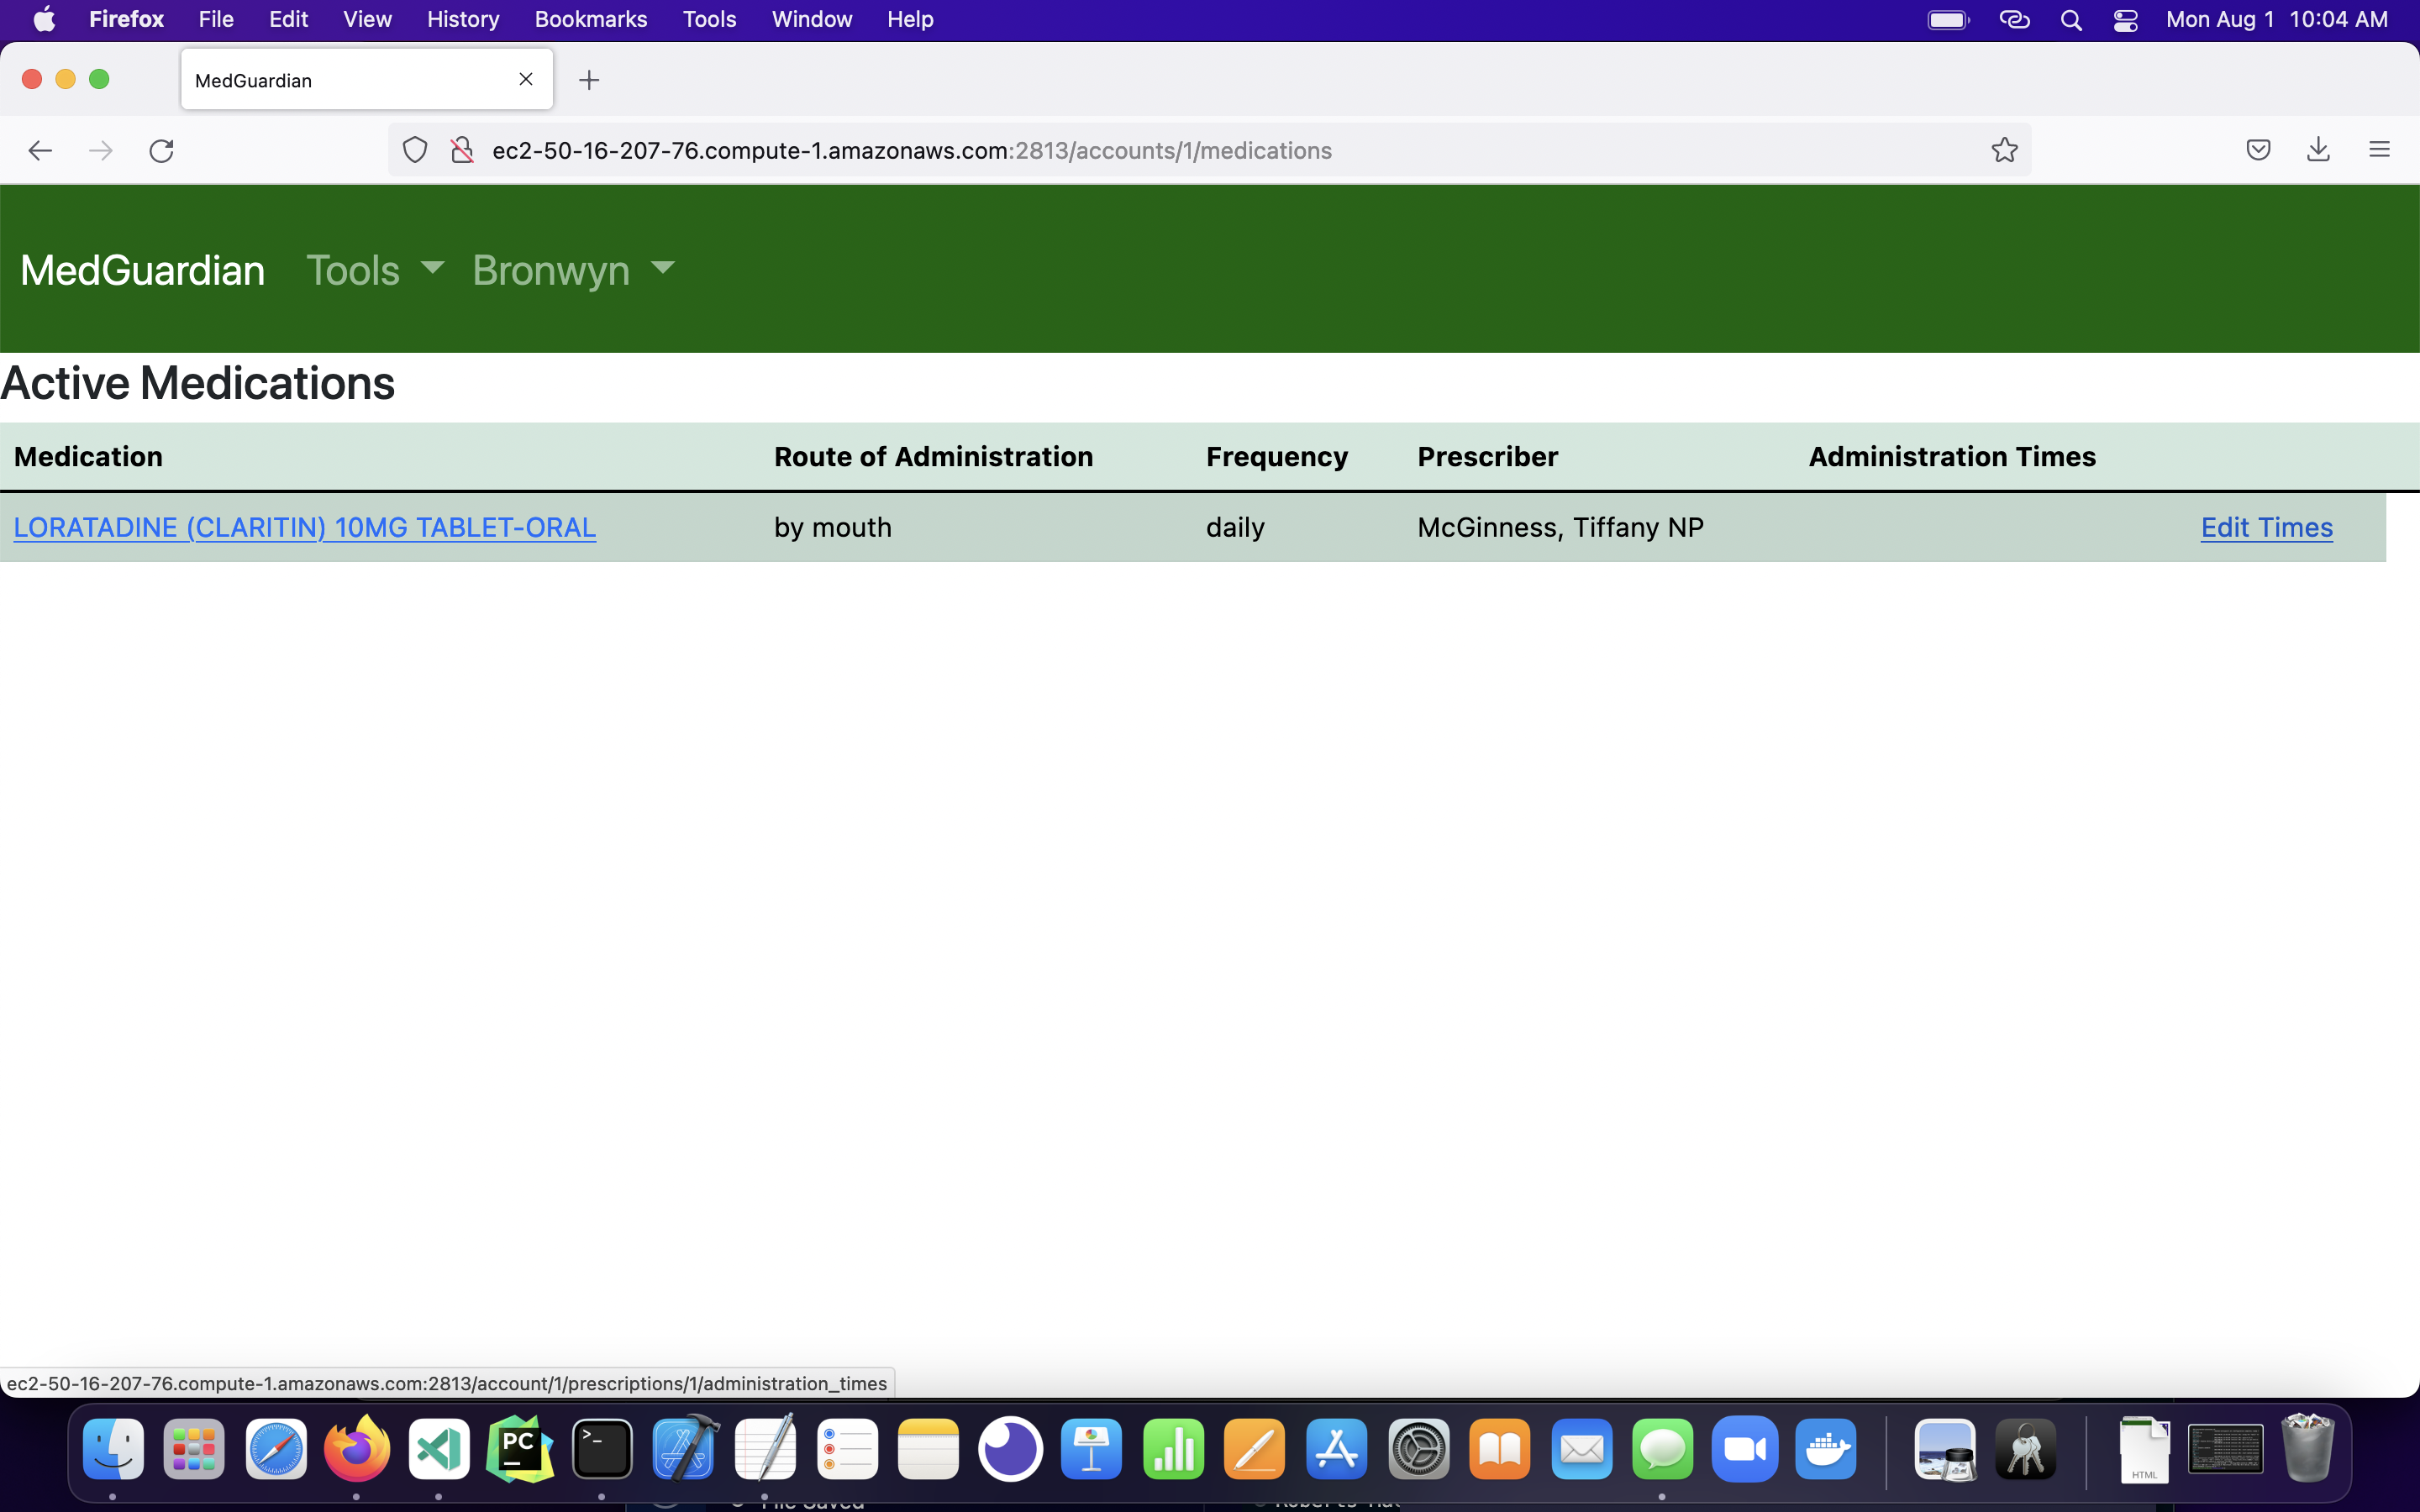 Firefox File Edit View History Bookmarks Tools Window Help Mon Aug 1 10:04 AM
MedGuardian
ec2-50-16-207-76.compute-1.amazonaws.com:2813/accounts/1/medications
MedGuardian Tools Bronwyn
Active Medications
Medication Route of Administration Frequency Prescriber Administration Times
LORATADINE (CLARITIN) 10MG TABLET-ORAL by mouth daily McGinness, Tiffany NP Edit Times
ec2-50-16-207-76.compute-1.amazonaws.com:2813/account/1/prescriptions/1/administration_times
PC
HTML
File Saved